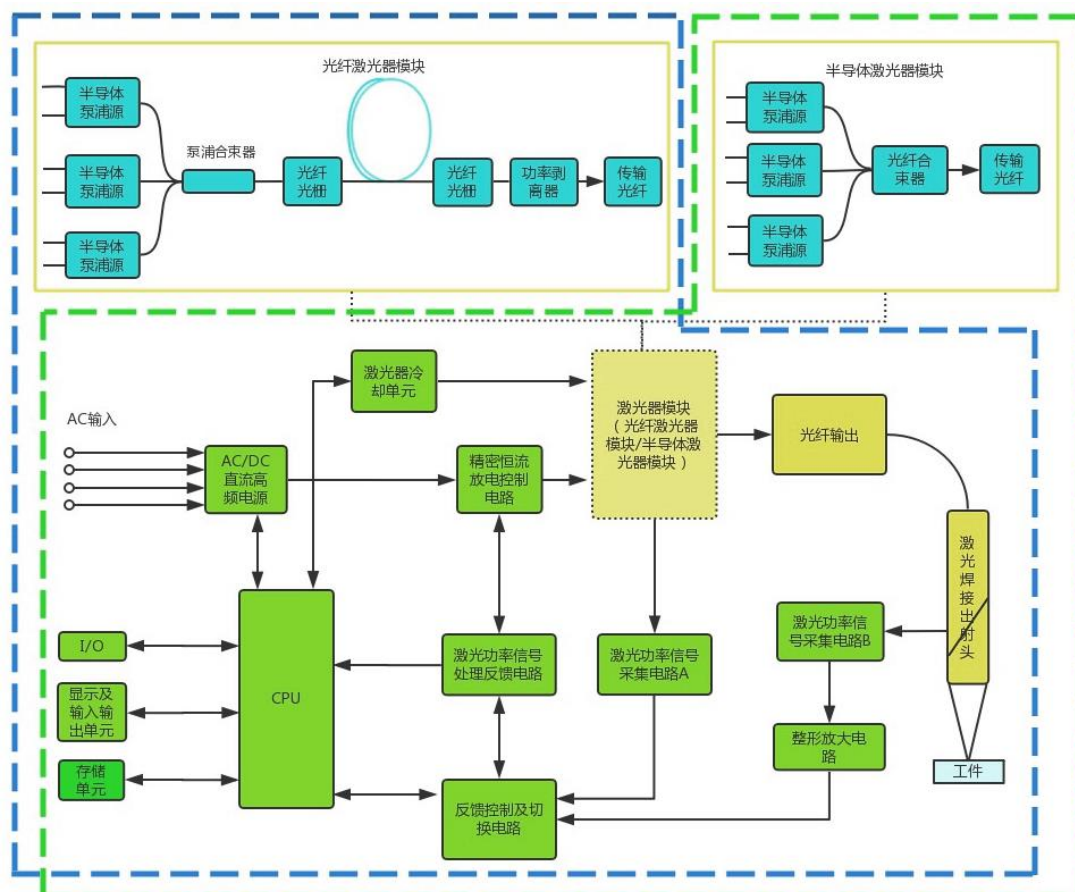 光纤激光器模块
半导体
泵浦源
泵浦合束器
半导体
泵浦源
光纤
光栅
光纤
光栅
功率剥
离器
传输
光纤
半导体
泵浦源
半导体激光器模块
半导体
泵浦源
半导体
泵浦源
光纤合
束器
传输
光纤
半导体
泵浦源
激光器冷
却单元
激光器模块
（光纤激光器
模块/半导体激
光器模块）
光纤输出
AC输入
AC/DC
直流高
频电源
精密恒流
放电控制
电路
激光焊接出射头
I/O
显示及
输入输
出单元
存储
单元
CPU
激光功率信号
处理反馈电路
激光功率信号
采集电路A
激光功率信
号采集电路B
整形放大电
路
工件
反馈控制及切
换电路